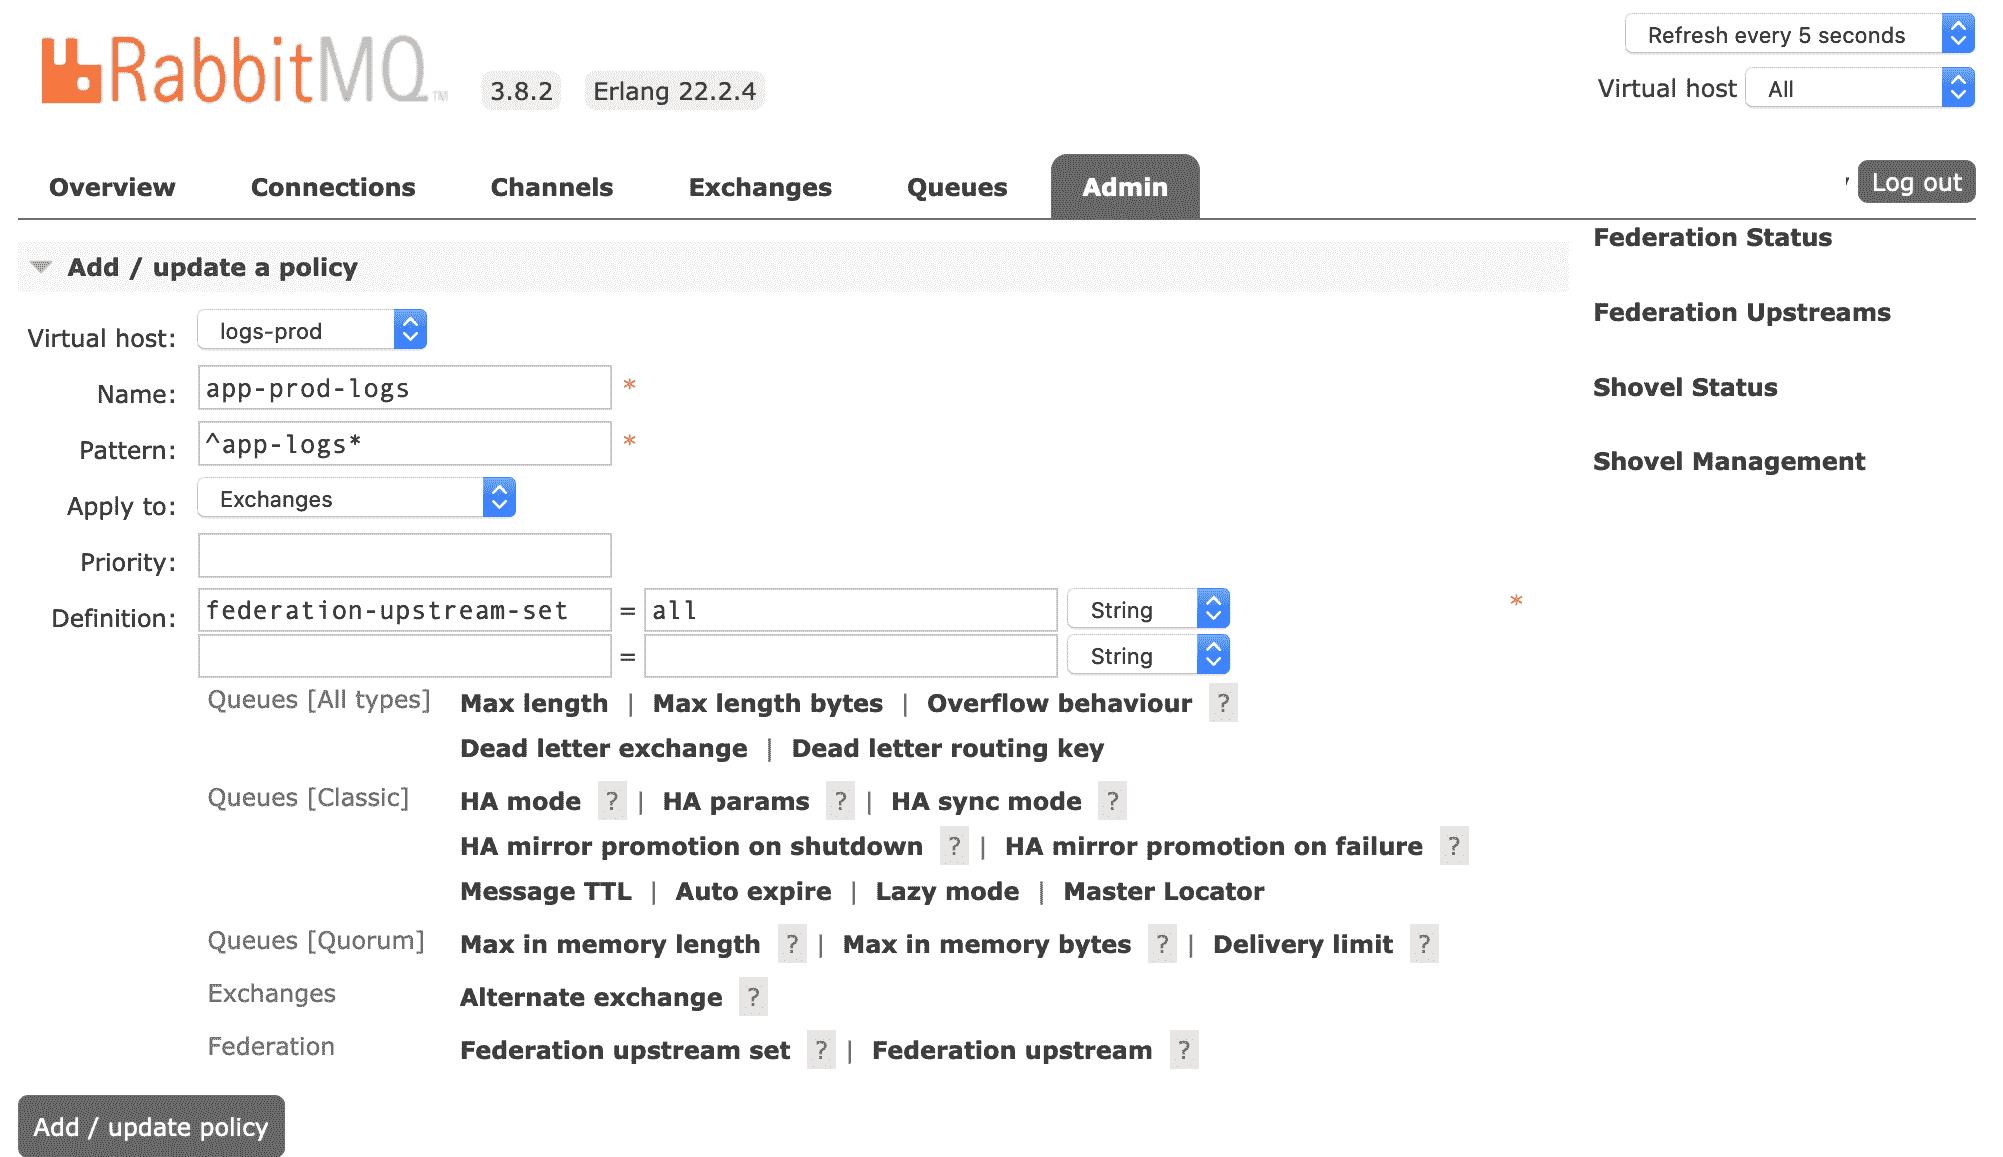 RabbitMQ TM 3.8.2 Erlang 22.2.4
Refresh every 5 seconds
Virtual host All
Overview Connections Channels Exchanges Queues Admin Log out
Add / update a policy
Virtual host: logs-prod
Name: app-prod-logs *
Pattern: ^app-logs* *
Apply to: Exchanges
Priority:
Definition: federation-upstream-set = all String *
= String
Queues [All types] Max length | Max length bytes | Overflow behaviour ?
Dead letter exchange | Dead letter routing key
Queues [Classic] HA mode ? | HA params ? | HA sync mode ?
HA mirror promotion on shutdown ? | HA mirror promotion on failure ?
Message TTL | Auto expire | Lazy mode | Master Locator
Queues [Quorum] Max in memory length ? | Max in memory bytes ? | Delivery limit ?
Exchanges Alternate exchange ?
Federation Federation upstream set ? | Federation upstream ?
Add / update policy
Federation Status
Federation Upstreams
Shovel Status
Shovel Management